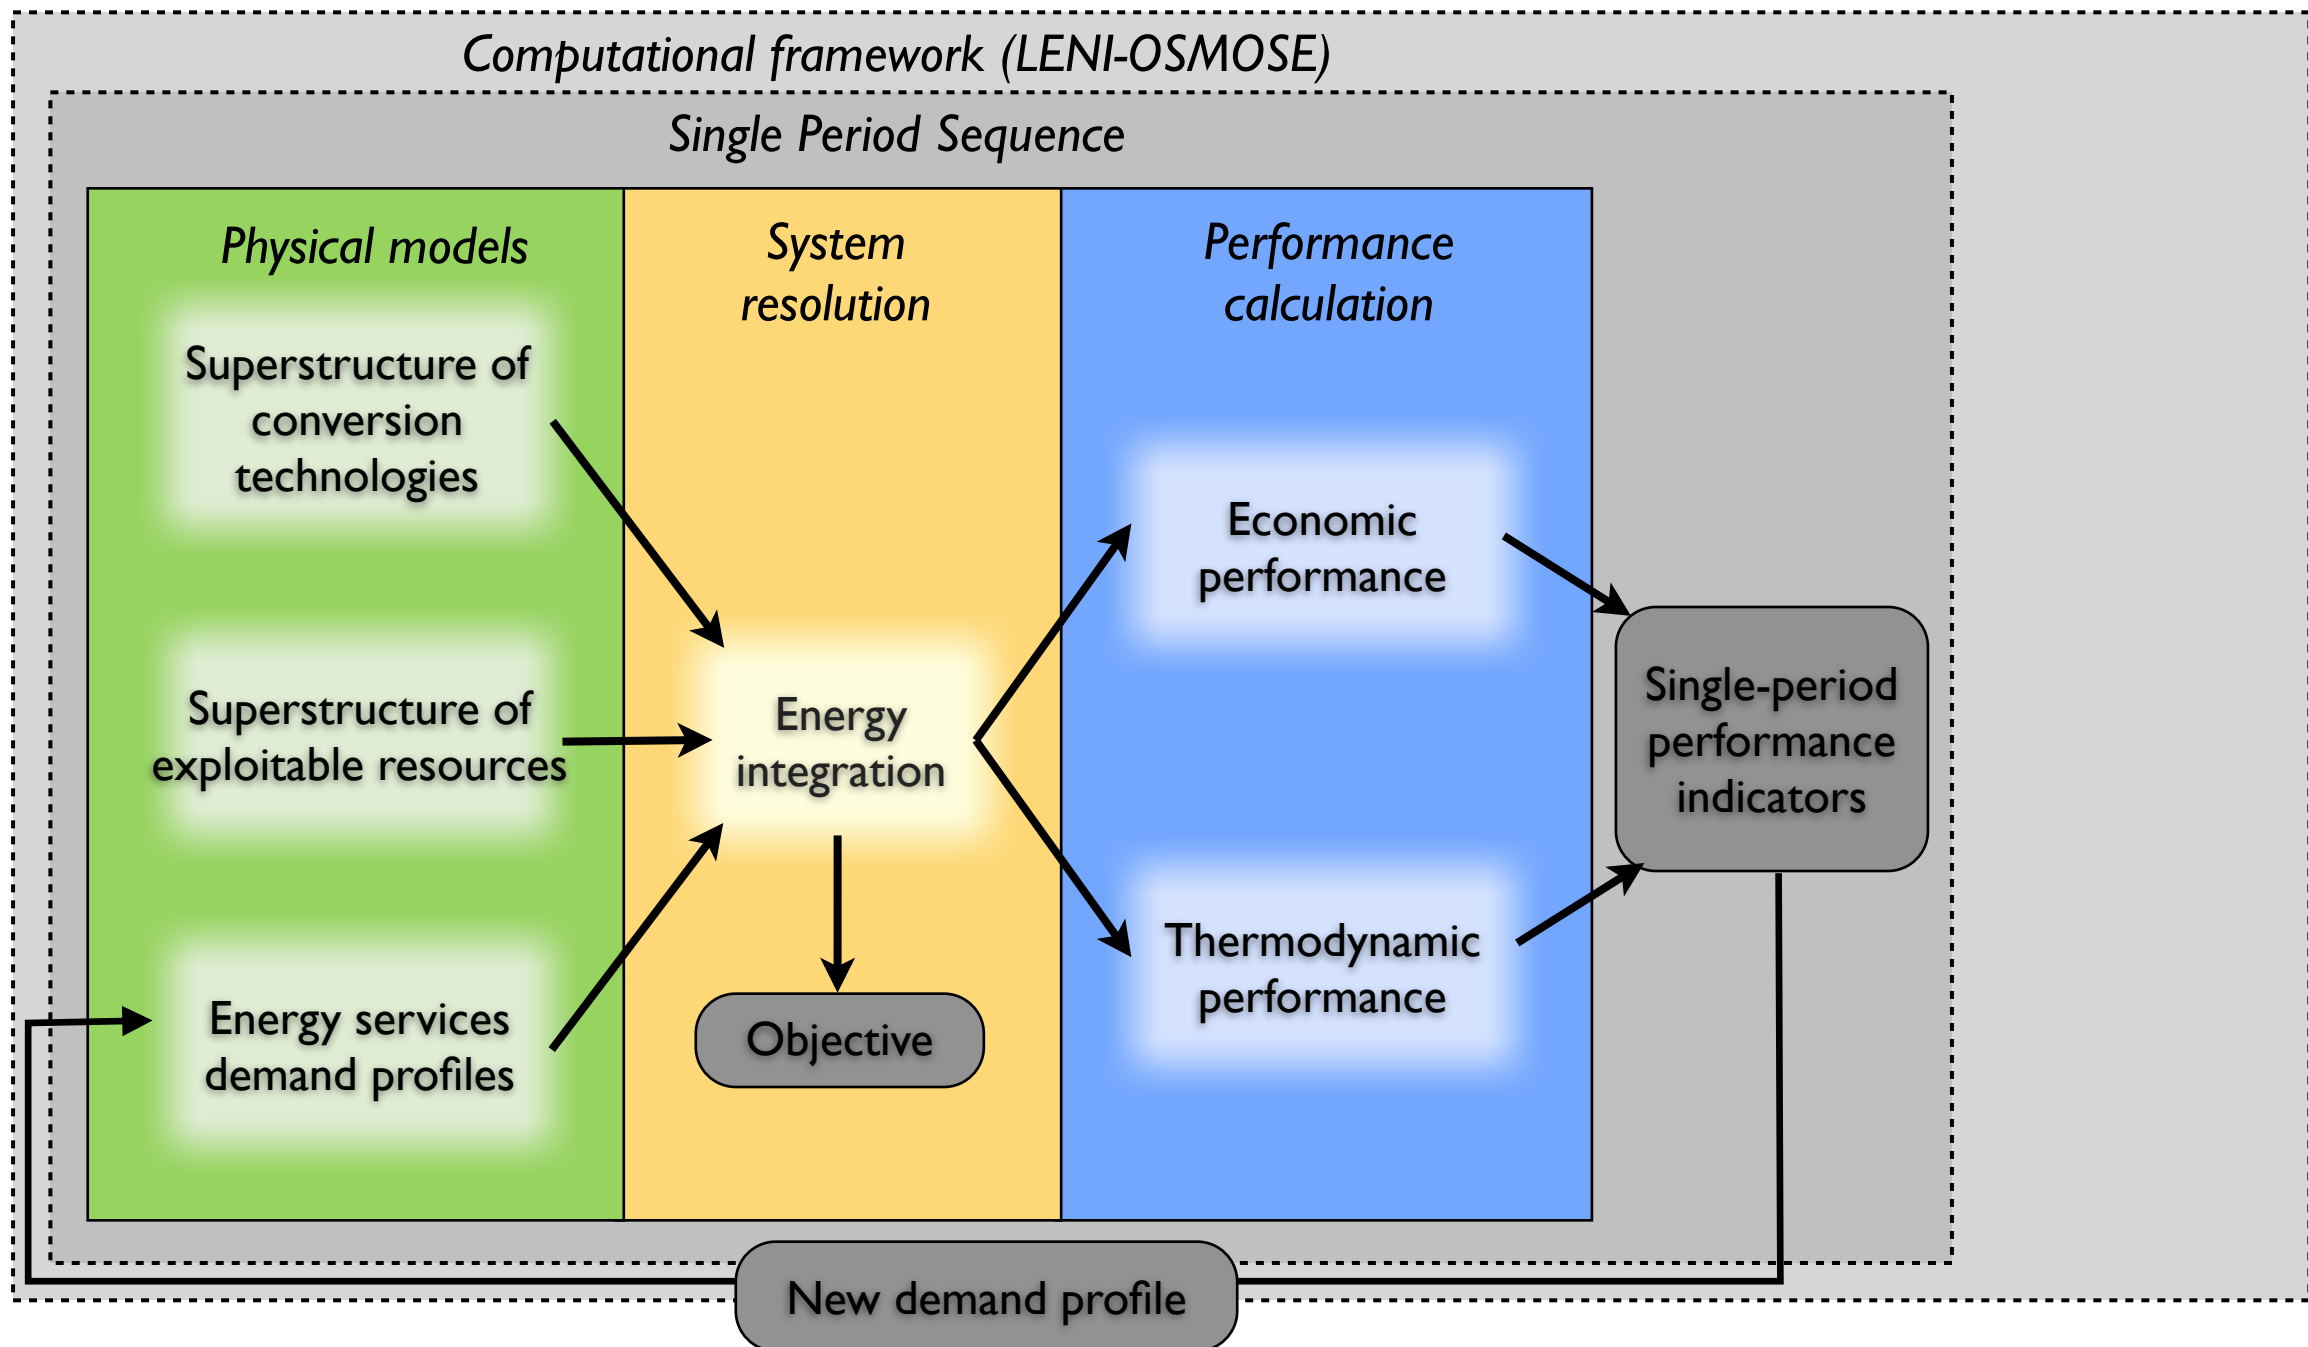 Computational framework (LENI-OSMOSE)
Single Period Sequence
Physical models
Superstructure of
conversion
technologies
Superstructure of
exploitable resources
Energy services
demand profiles
System
resolution
Energy
integration
Objective
Performance
calculation
Economic
performance
Thermodynamic
performance
Single-period
performance
indicators
New demand profile